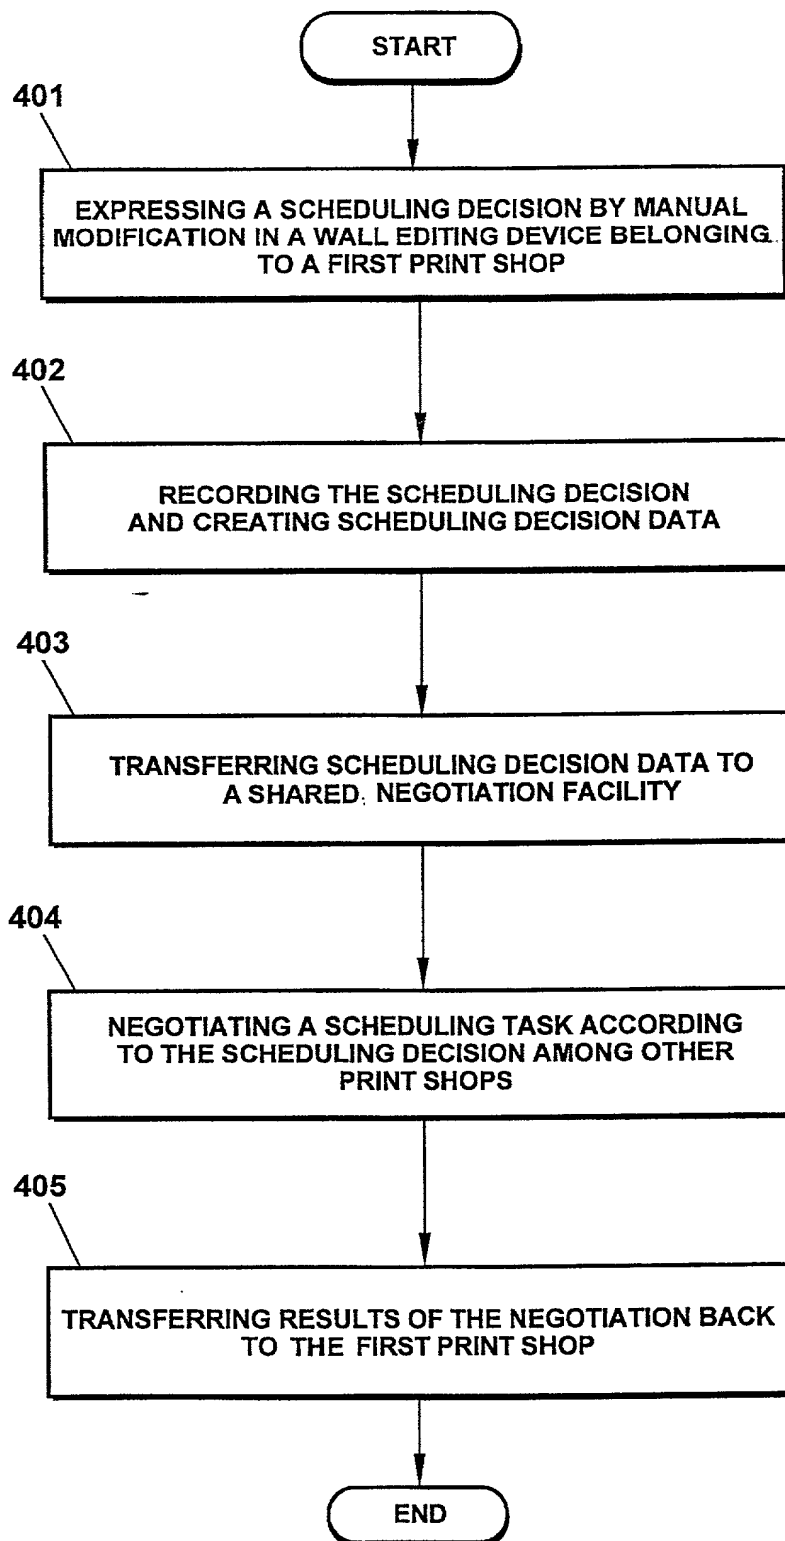 START
401
EXPRESSING A SCHEDULING DECISION BY MANUAL
MODIFICATION IN A WALL EDITING DEVICE BELONGING
TO A FIRST PRINT SHOP
402
RECORDING THE SCHEDULING DECISION
AND CREATING SCHEDULING DECISION DATA
403
TRANSFERRING SCHEDULING DECISION DATA TO
A SHARED NEGOTIATION FACILITY
404
NEGOTIATING A SCHEDULING TASK ACCORDING
TO THE SCHEDULING DECISION AMONG OTHER
PRINT SHOPS
405
TRANSFERRING RESULTS OF THE NEGOTIATION BACK
TO THE FIRST PRINT SHOP
END